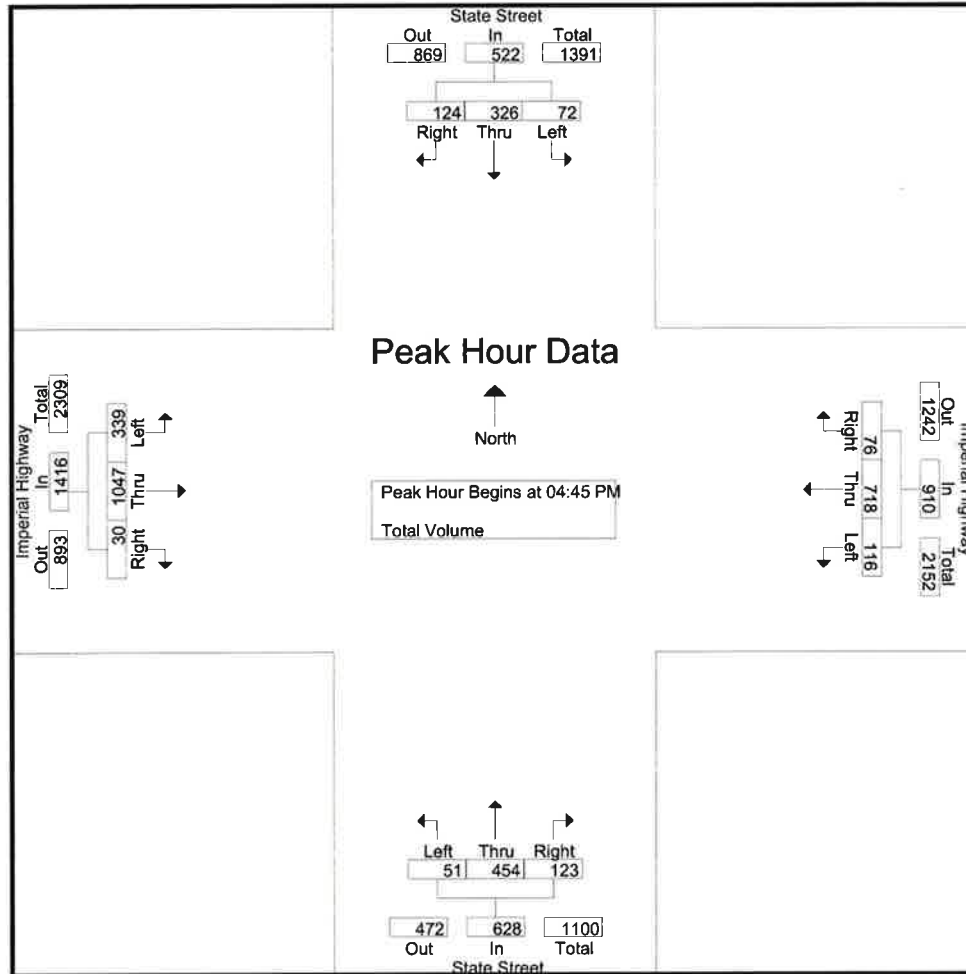 State Street
Out In Total
869 522 1391
124 326 72
Right Thru Left
Peak Hour Data
North
Peak Hour Begins at 04:45 PM
Total Volume
Imperial Highway
Total In Out
2309 1416 893
339 1047 30
Left Thru Right
Imperial Highway
Out In Total
1242 910 2152
76 718 116
Right Thru Left
Left Thru Right
51 454 123
472 628 1100
Out In Total
State Street